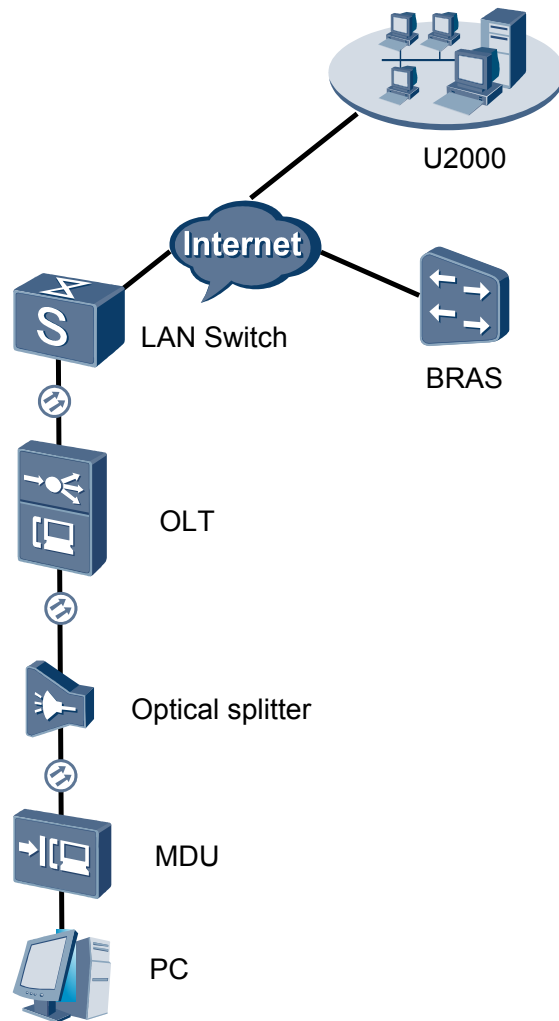 U2000
Internet
BRAS
S
LAN Switch
OLT
Optical splitter
MDU
PC